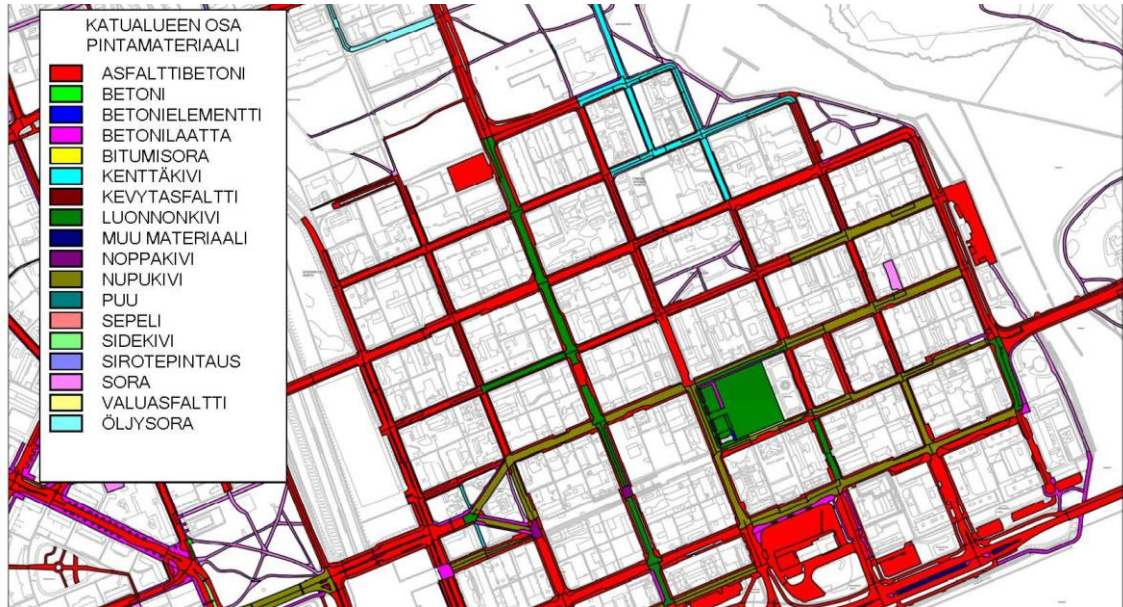 KATUALUEEN OSA
PINTAMATERIAALI
ASFALTTIBETONI
BETONI
BETONIELEMENTTI
BETONILAATTA
BITUMISORA
KENTTÄKIVI
KEVYTASFALTTI
LUONNONKIVI
MUU MATERIAALI
NOPPAKIVI
NUPUKIVI
PUU
SEPELI
SIDEKIVI
SIROTEPINTAUS
SORA
VALUASFALTTI
ÖLJYSORA